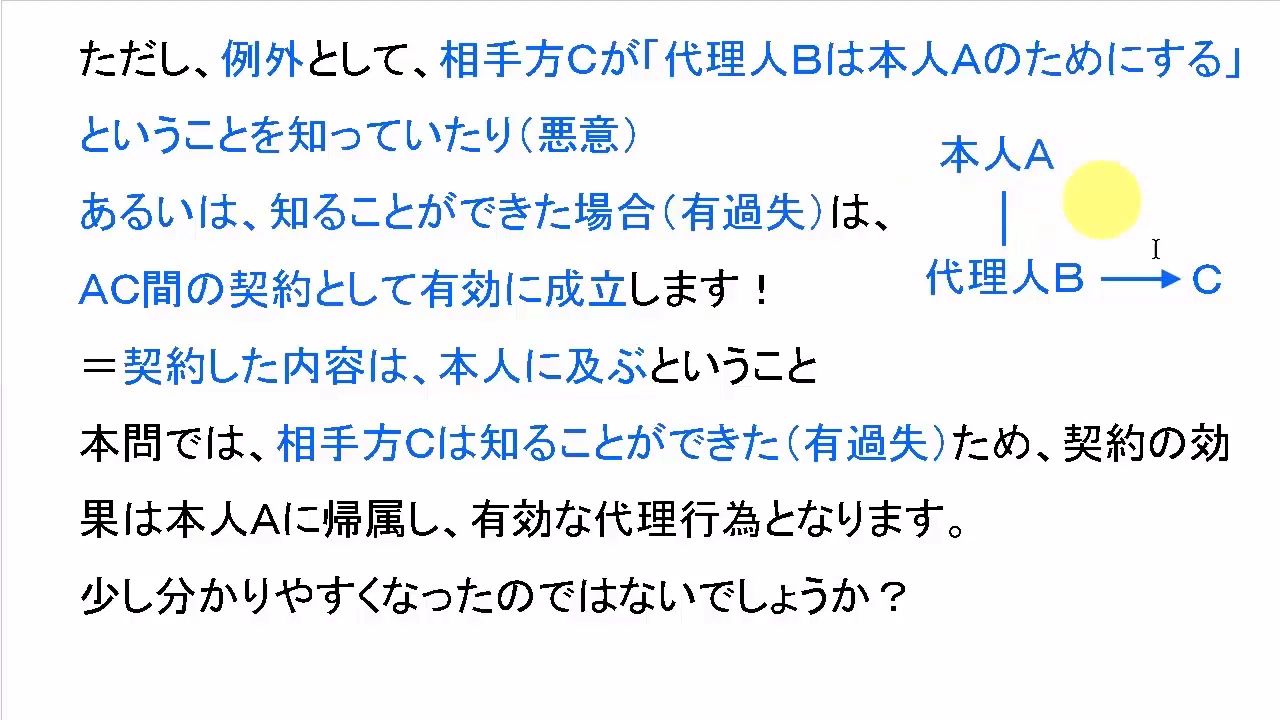 ただし、例外として、相手方Cが「代理人Bは本人Aのためにする」
ということを知っていたり（悪意）
あるいは、知ることができた場合（有過失）は、
AC間の契約として有効に成立します！
＝契約した内容は、本人に及ぶということ
本問では、相手方Cは知ることができた（有過失）ため、契約の効
果は本人Aに帰属し、有効な代理行為となります。
少し分かりやすくなったのではないでしょうか？
本人A
代理人B
C